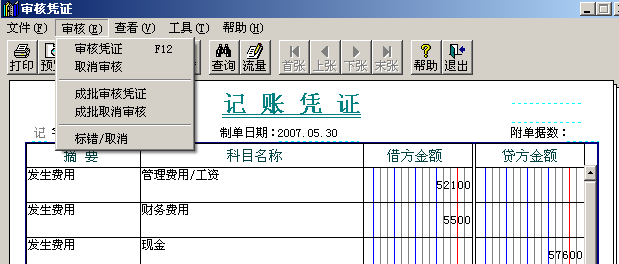 审核凭证
文件(F) 审核(E) 查看(V) 工具(T) 帮助(H)
审核凭证 F12
取消审核
成批审核凭证
成批取消审核
标错/取消
打印 预 查询 流量 首张 上张 下张 末张 帮助 退出
记 账 凭 证
记 制单日期:2007.05.30 附单据数:
摘 要 科目名称 借方金额 贷方金额
发生费用 管理费用/工资 52100
发生费用 财务费用 5500
发生费用 现金 57600